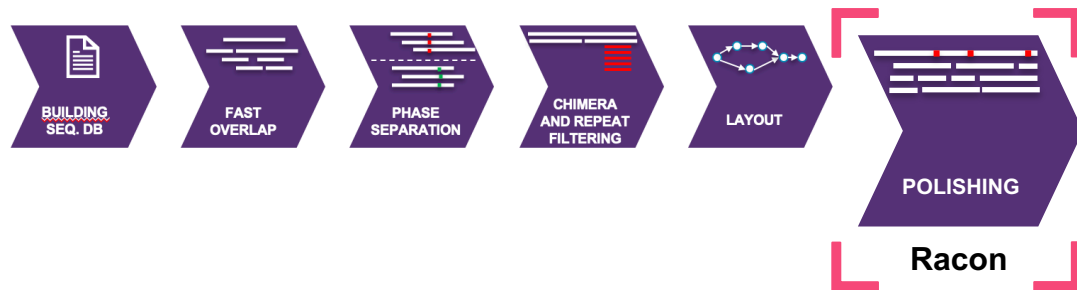 BUILDING
SEQ. DB
FAST
OVERLAP
PHASE
SEPARATION
CHIMERA
AND REPEAT
FILTERING
LAYOUT
POLISHING
Racon